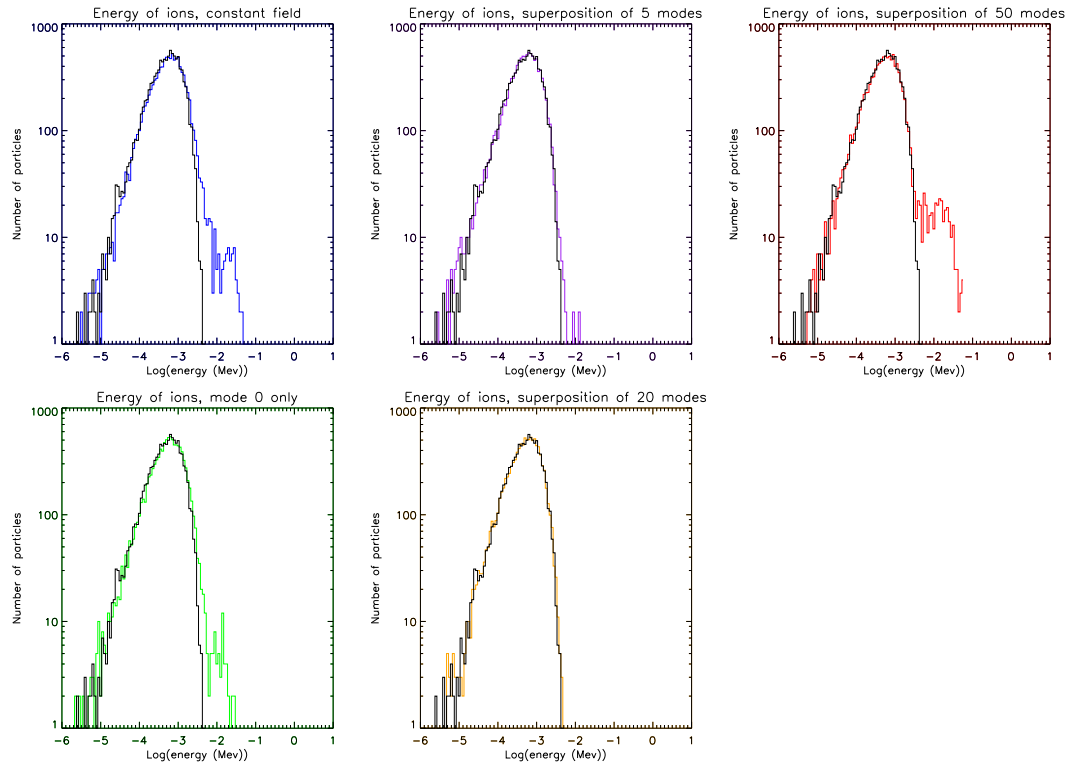 Energy of ions, constant field
Number of particles
1000
100
10
1
-6 -5 -4 -3 -2 -1 0 1
Log(energy (Mev))
Energy of ions, superposition of 5 modes
Number of particles
1000
100
10
1
-6 -5 -4 -3 -2 -1 0 1
Log(energy (Mev))
Energy of ions, superposition of 50 modes
Number of particles
1000
100
10
1
-6 -5 -4 -3 -2 -1 0 1
Log(energy (Mev))
Energy of ions, mode 0 only
Number of particles
1000
100
10
1
-6 -5 -4 -3 -2 -1 0 1
Log(energy (Mev))
Energy of ions, superposition of 20 modes
Number of particles
1000
100
10
1
-6 -5 -4 -3 -2 -1 0 1
Log(energy (Mev))